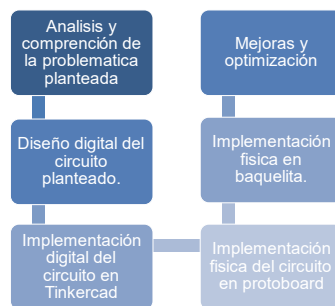 Analisis y
comprención de
la problematica
planteada
Diseño digital del
circuito
planteado.
Implementación
digital del
circuito en
Tinkercad
Implementación
fisica del circuito
en protoboard
Implementación
fisica en
baquelita.
Mejoras y
optimización